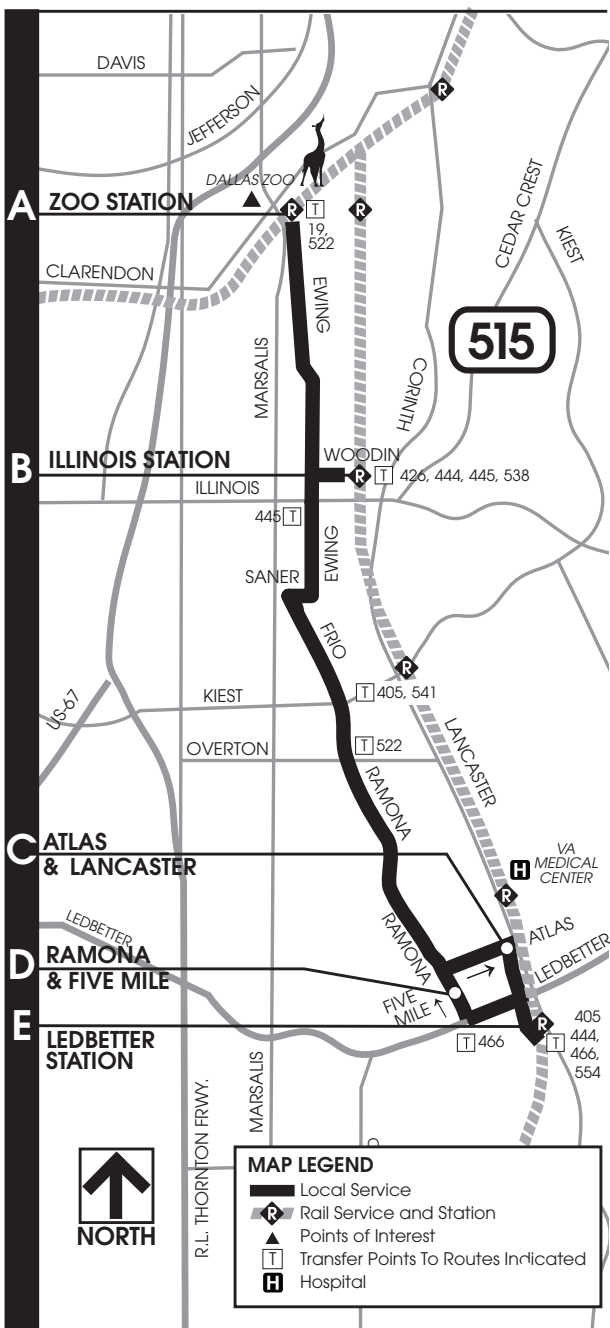 DAVIS
JEFFERSON
DALLAS ZOO
A ZOO STATION
R
R
T
R
19,
522
CEDAR CREST
KIEST
CLARENDON
EWING
515
MARSALIS
CORINTH
WOODIN
B ILLINOIS STATION
R
T 426, 444, 445, 538
ILLINOIS
445 T
EWING
SANER
FRIO
R
KIEST
T 405, 541
US-67
LANCASTER
OVERTON
T 522
RAMONA
C ATLAS
& LANCASTER
H
VA
MEDICAL
CENTER
R
LEDBETTER
RAMONA
ATLAS
D RAMONA
& FIVE MILE
LEDBETTER
FIVE
MILE
E
LEDBETTER
STATION
R
T 466
T
405
444,
466,
554
MARSALIS
R.L. THORNTON FRWY.
NORTH
MAP LEGEND
Local Service
R Rail Service and Station
Points of Interest
T Transfer Points To Routes Indicated
H Hospital